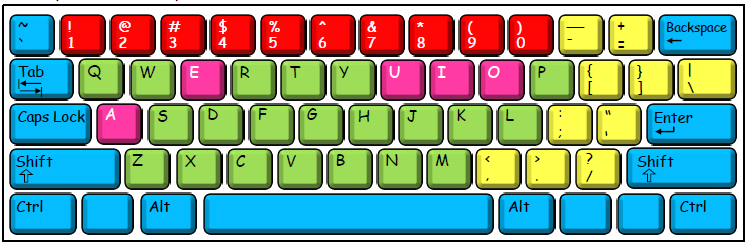 ~ ! @ # $ % ^ & * ( ) — + Backspace
` 1 2 3 4 5 6 7 8 9 0 - = ←
Tab Q W E R T Y U I O P { } |
[ ] \
Caps Lock A S D F G H J K L : “ Enter
; '
Shift Z X C V B N M < > ? Shift
, . /
Ctrl Alt Alt Ctrl